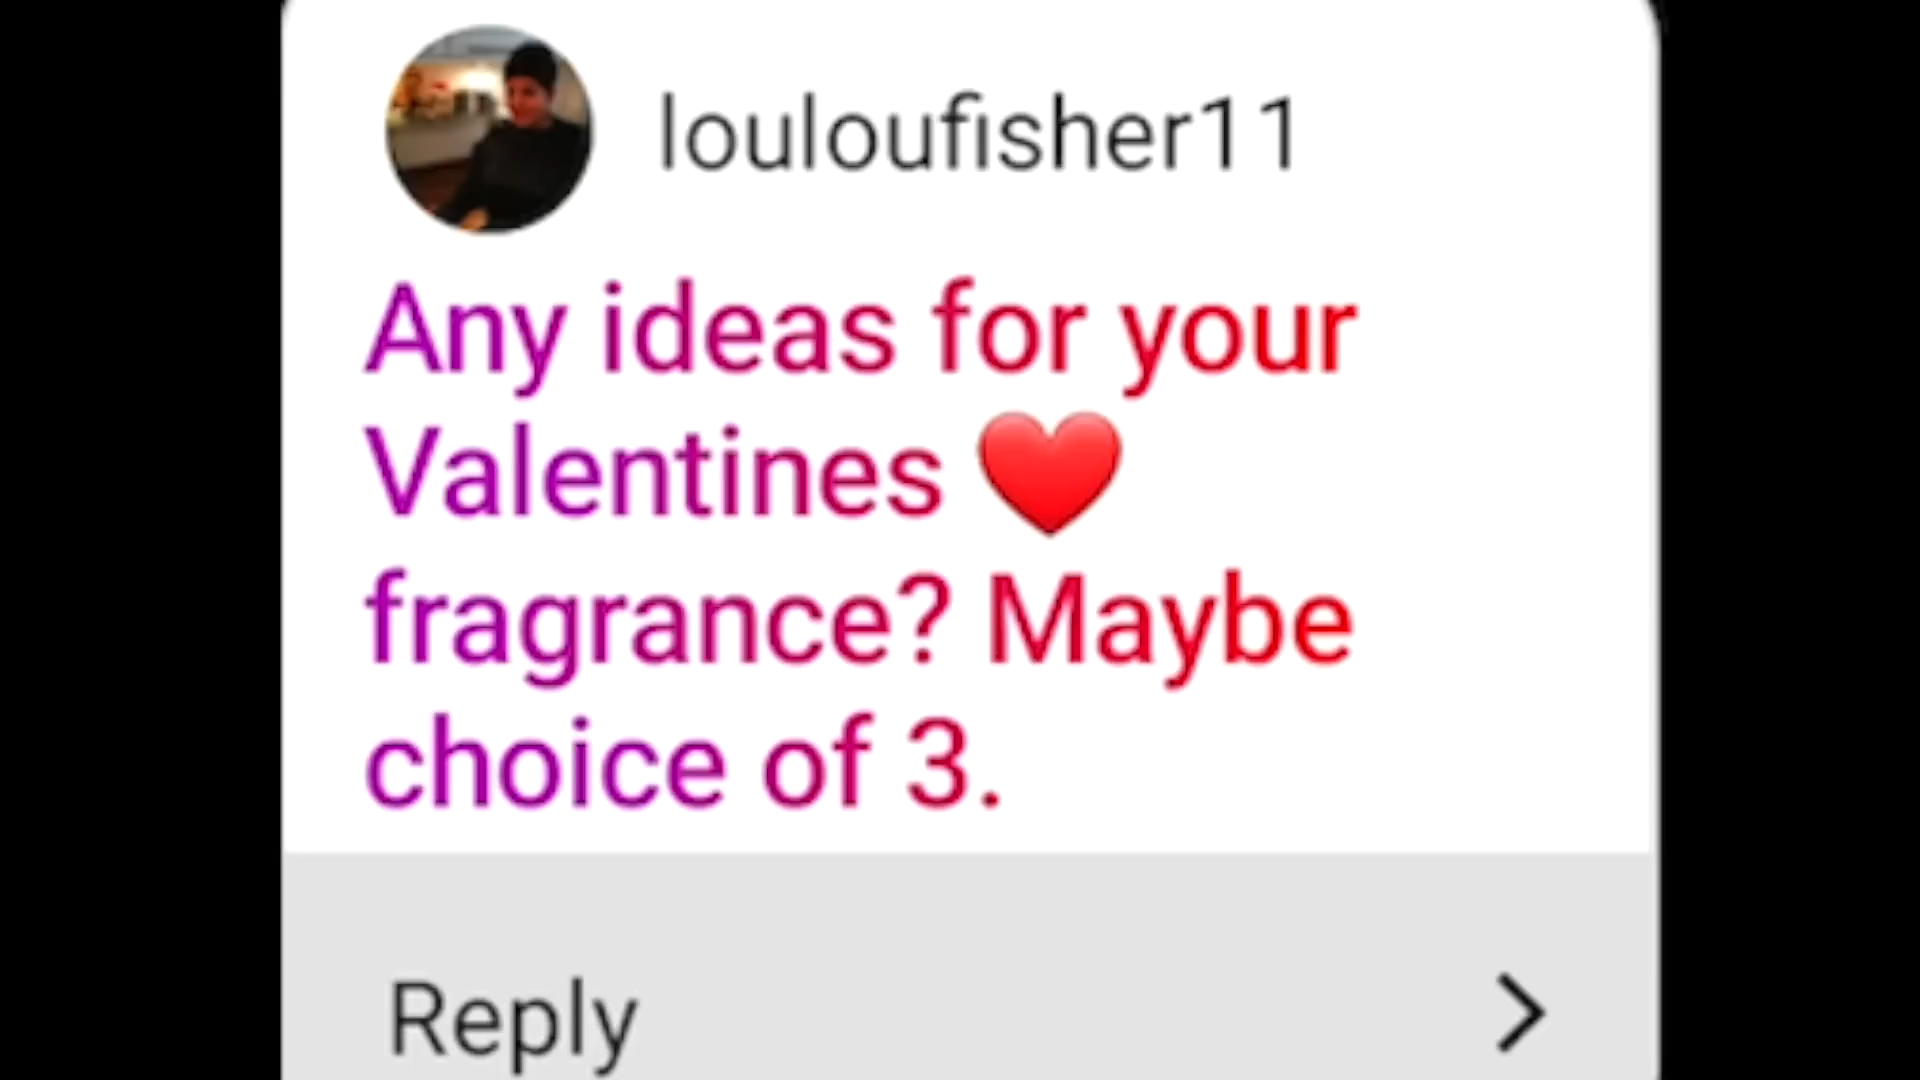 louloufisher11
Any ideas for your
Valentines ❤️
fragrance? Maybe
choice of 3.
Reply